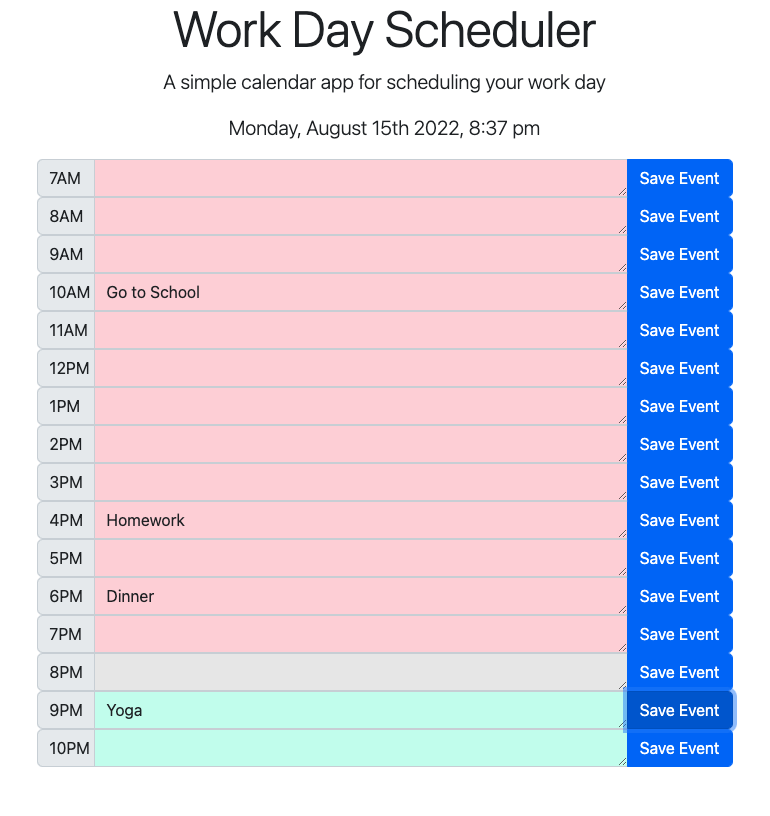 Work Day Scheduler
A simple calendar app for scheduling your work day
Monday, August 15th 2022, 8:37 pm
7AM Save Event
8AM Save Event
9AM Save Event
10AM Go to School Save Event
11AM Save Event
12PM Save Event
1PM Save Event
2PM Save Event
3PM Save Event
4PM Homework Save Event
5PM Save Event
6PM Dinner Save Event
7PM Save Event
8PM Save Event
9PM Yoga Save Event
10PM Save Event